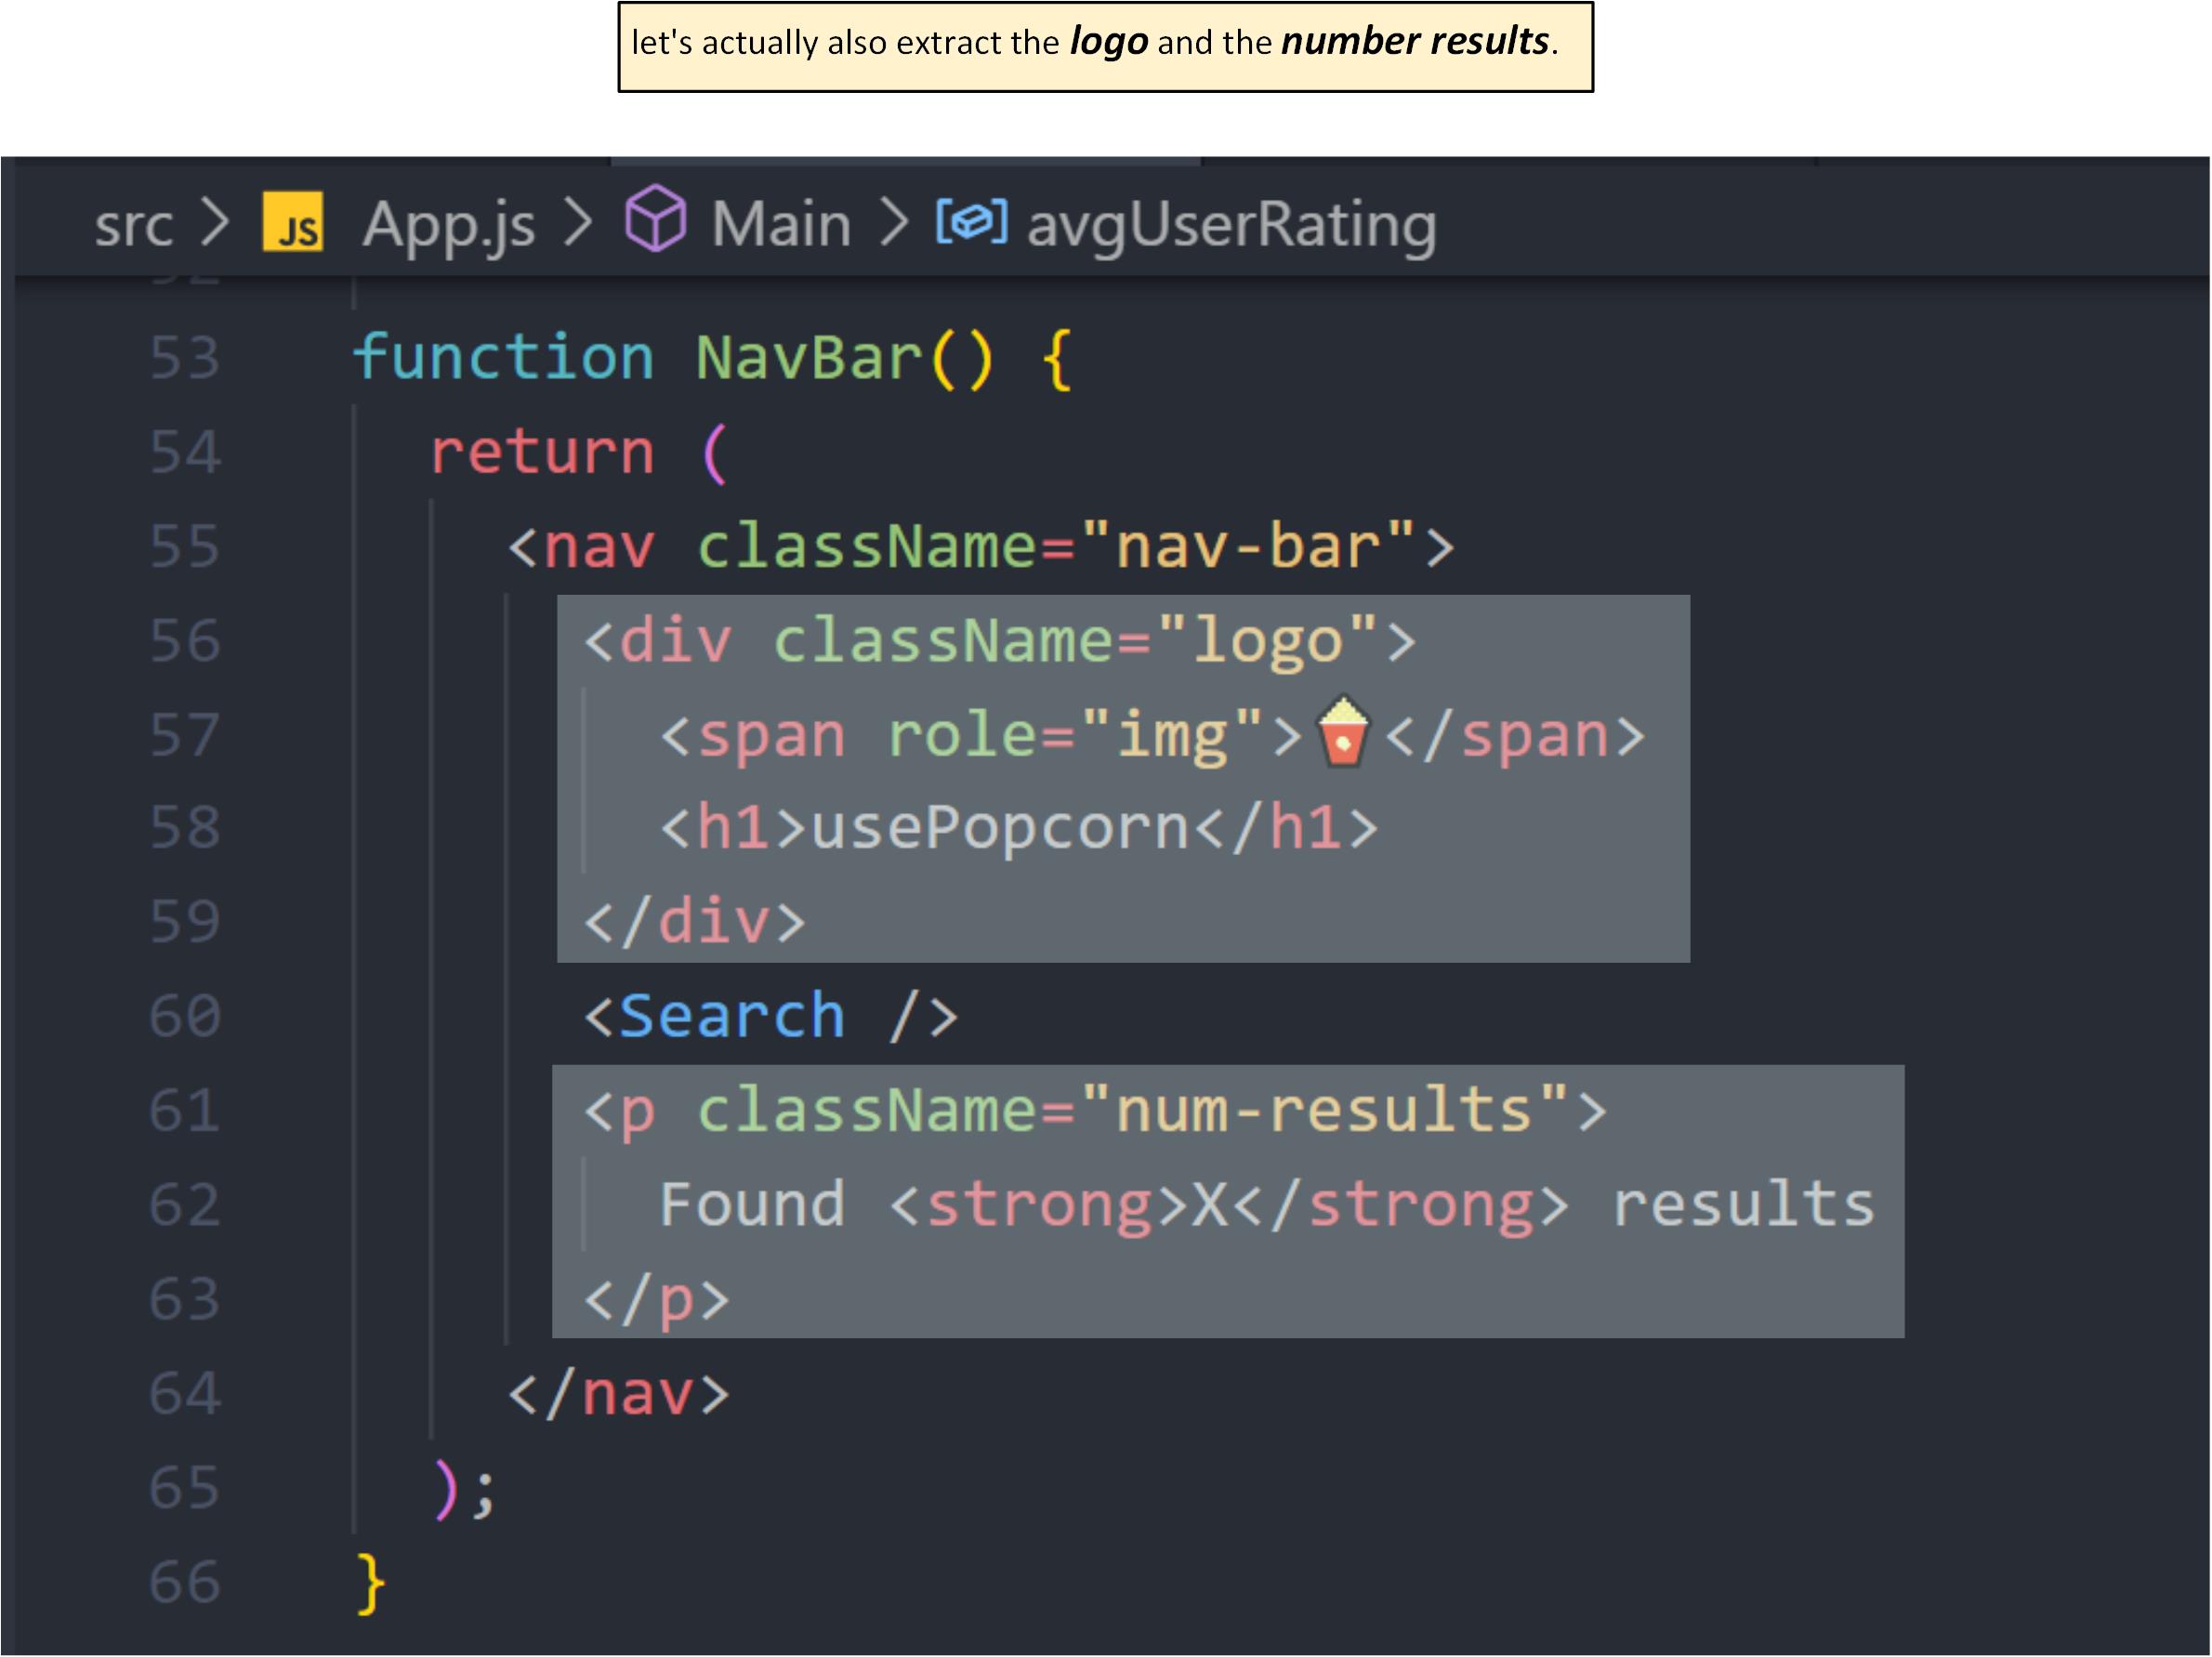 let's actually also extract the logo and the number results.
src > JS App.js > Main > avgUserRating
53 function NavBar() {
54 return (
55 <nav className="nav-bar">
56 <div className="logo">
57 <span role="img">🍿</span>
58 <h1>usePopcorn</h1>
59 </div>
60 <Search />
61 <p className="num-results">
62 Found <strong>X</strong> results
63 </p>
64 </nav>
65 );
66 }